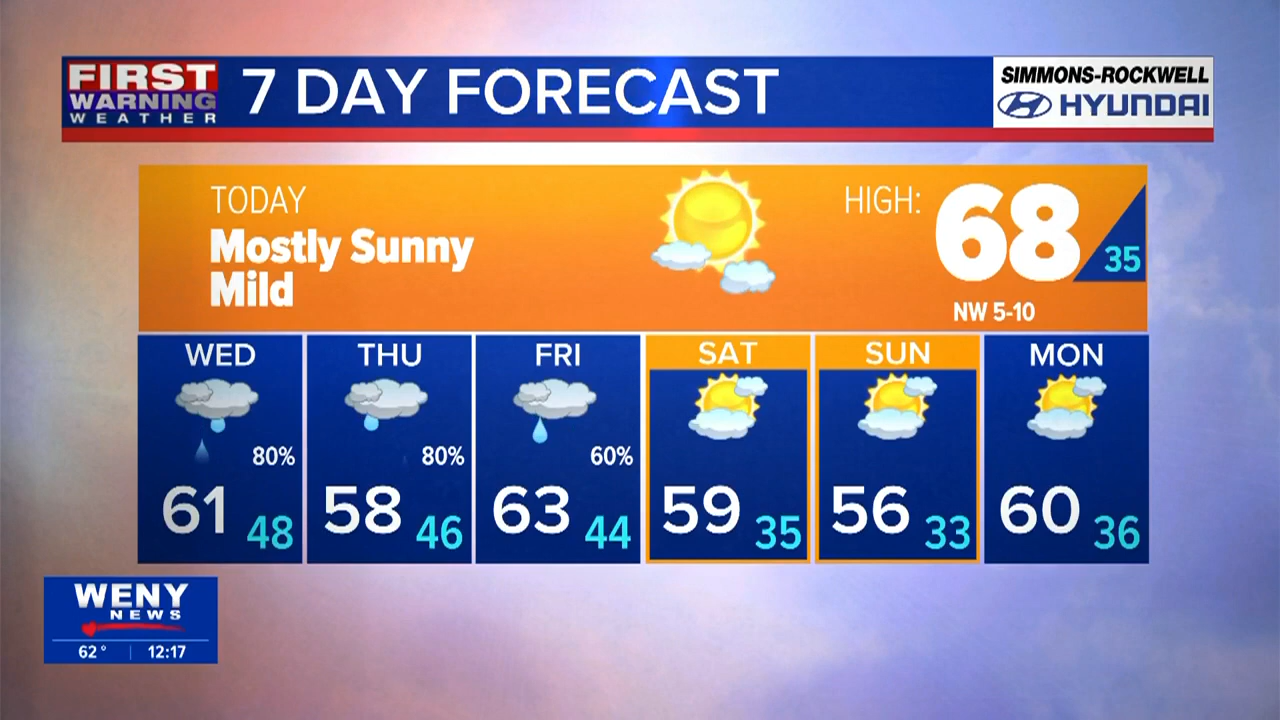 FIRST
WARNING
WEATHER
7 DAY FORECAST
SIMMONS-ROCKWELL
HYUNDAI
TODAY
Mostly Sunny
Mild
HIGH:
68
35
NW 5-10
WED
80%
61 48
THU
80%
58 46
FRI
60%
63 44
SAT
59 35
SUN
56 33
MON
60 36
WENY
NEWS
62° | 12:17